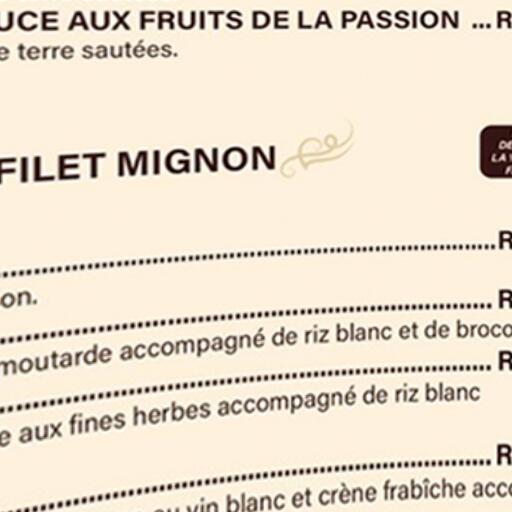 UCE AUX FRUITS DE LA PASSION ... R
e terre sautées.
FILET MIGNON
DE
LA
R
on.
R
moutarde accompagné de riz blanc et de broco
R
e aux fines herbes accompagné de riz blanc
R
vin blanc et crène frabîche acco